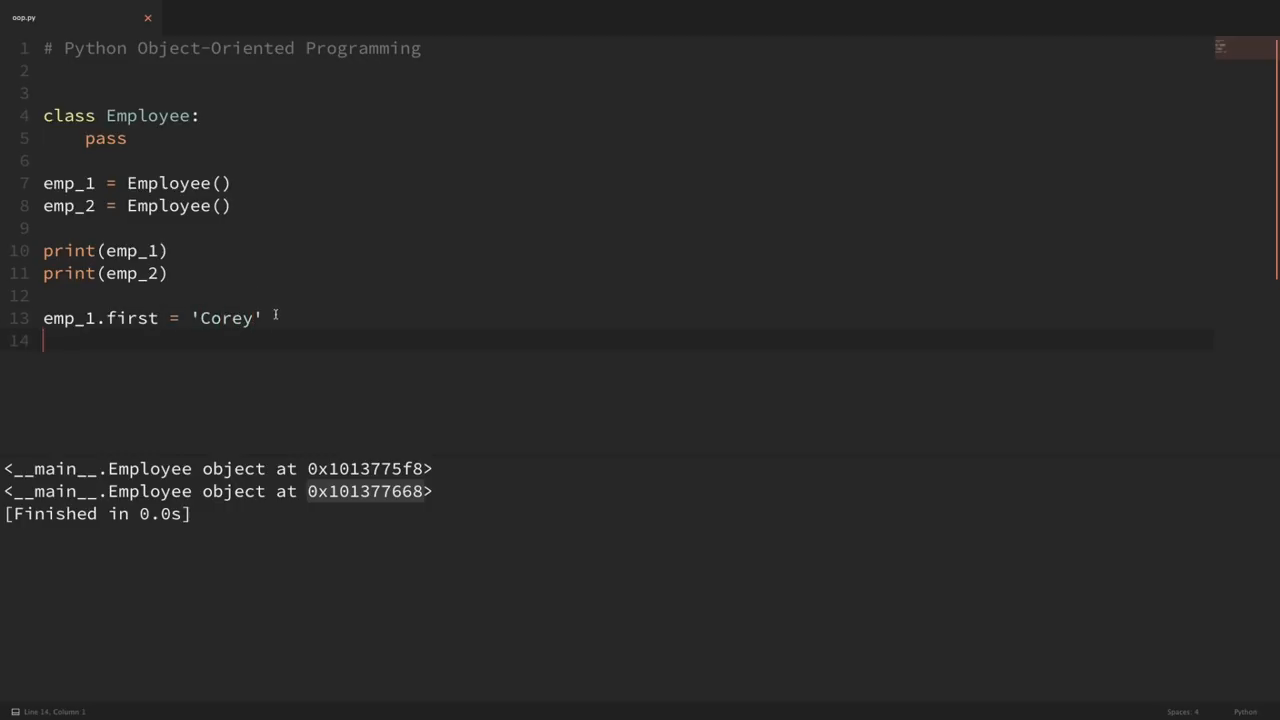 oop.py
1 # Python Object-Oriented Programming
2
3
4 class Employee:
5     pass
6
7 emp_1 = Employee()
8 emp_2 = Employee()
9
10 print(emp_1)
11 print(emp_2)
12
13 emp_1.first = 'Corey'
14
<__main__.Employee object at 0x1013775f8>
<__main__.Employee object at 0x101377668>
[Finished in 0.0s]
Line 14, Column 1 Spaces: 4 Python